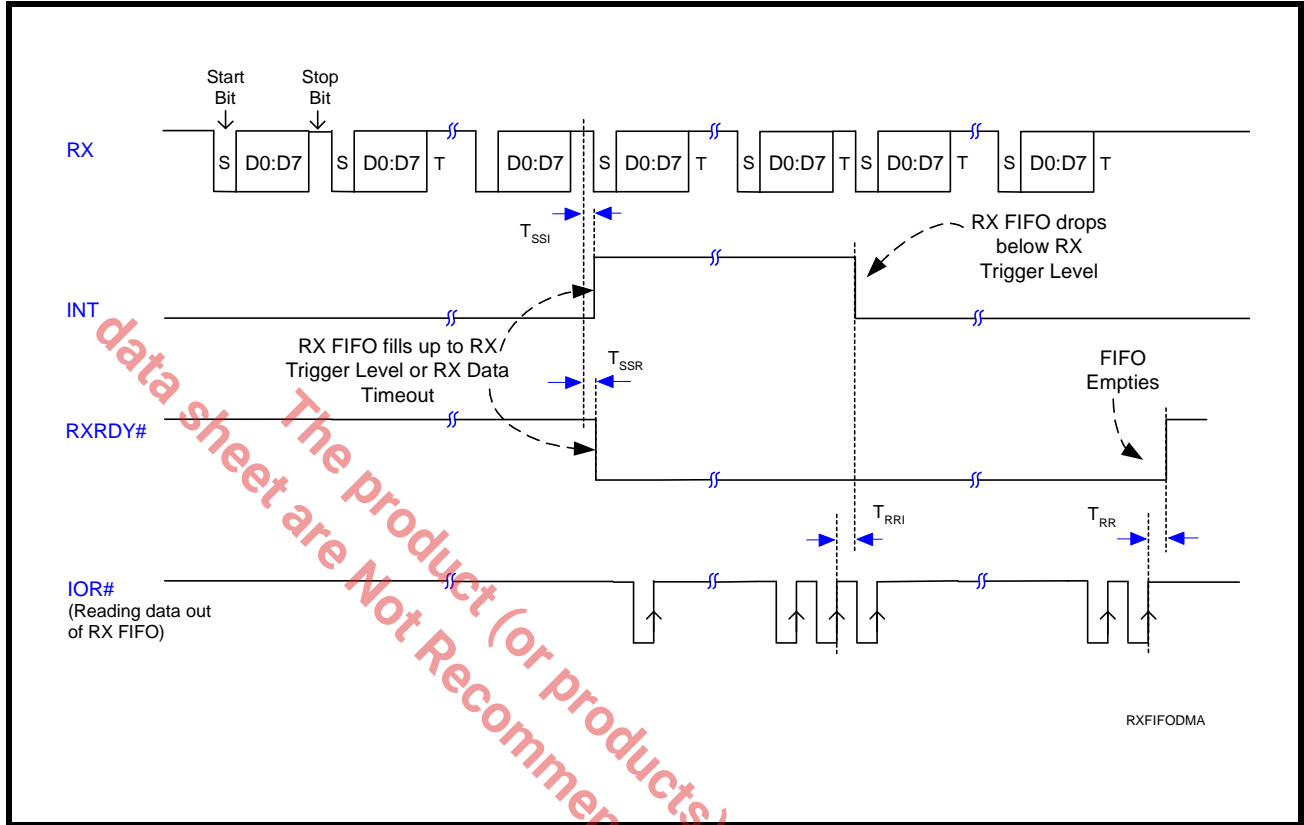 Start
Bit
Stop
Bit
RX
S D0:D7 S D0:D7 T D0:D7 S D0:D7 T S D0:D7 T S D0:D7 T S D0:D7 T
TSSI
RX FIFO drops
below RX
Trigger Level
INT
RX FIFO fills up to RX
Trigger Level or RX Data
Timeout
TSSR
FIFO
Empties
RXRDY#
TRRI
TRR
IOR#
(Reading data out
of RX FIFO)
RXFIFODMA
The product (or products)
data sheet are Not Recommen